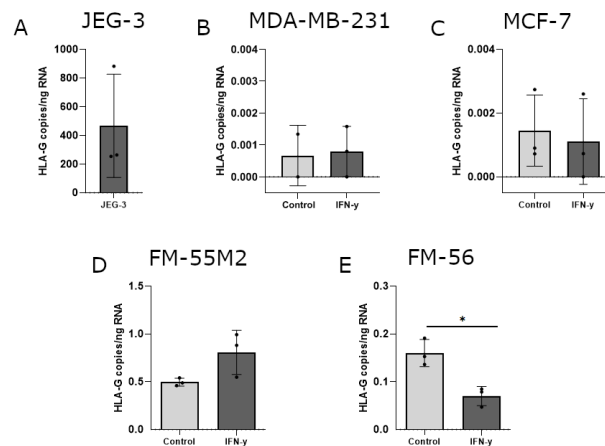 A
JEG-3
HLA-G copies/ng RNA
1000
800
600
400
200
0
JEG-3
B
MDA-MB-231
HLA-G copies/ng RNA
0.004
0.003
0.002
0.001
0.000
Control
IFN-y
C
MCF-7
HLA-G copies/ng RNA
0.004
0.002
0.000
Control
IFN-y
D
FM-55M2
HLA-G copies/ng RNA
1.5
1.0
0.5
0.0
Control
IFN-y
E
FM-56
HLA-G copies/ng RNA
0.3
0.2
0.1
0.0
*
Control
IFN-y